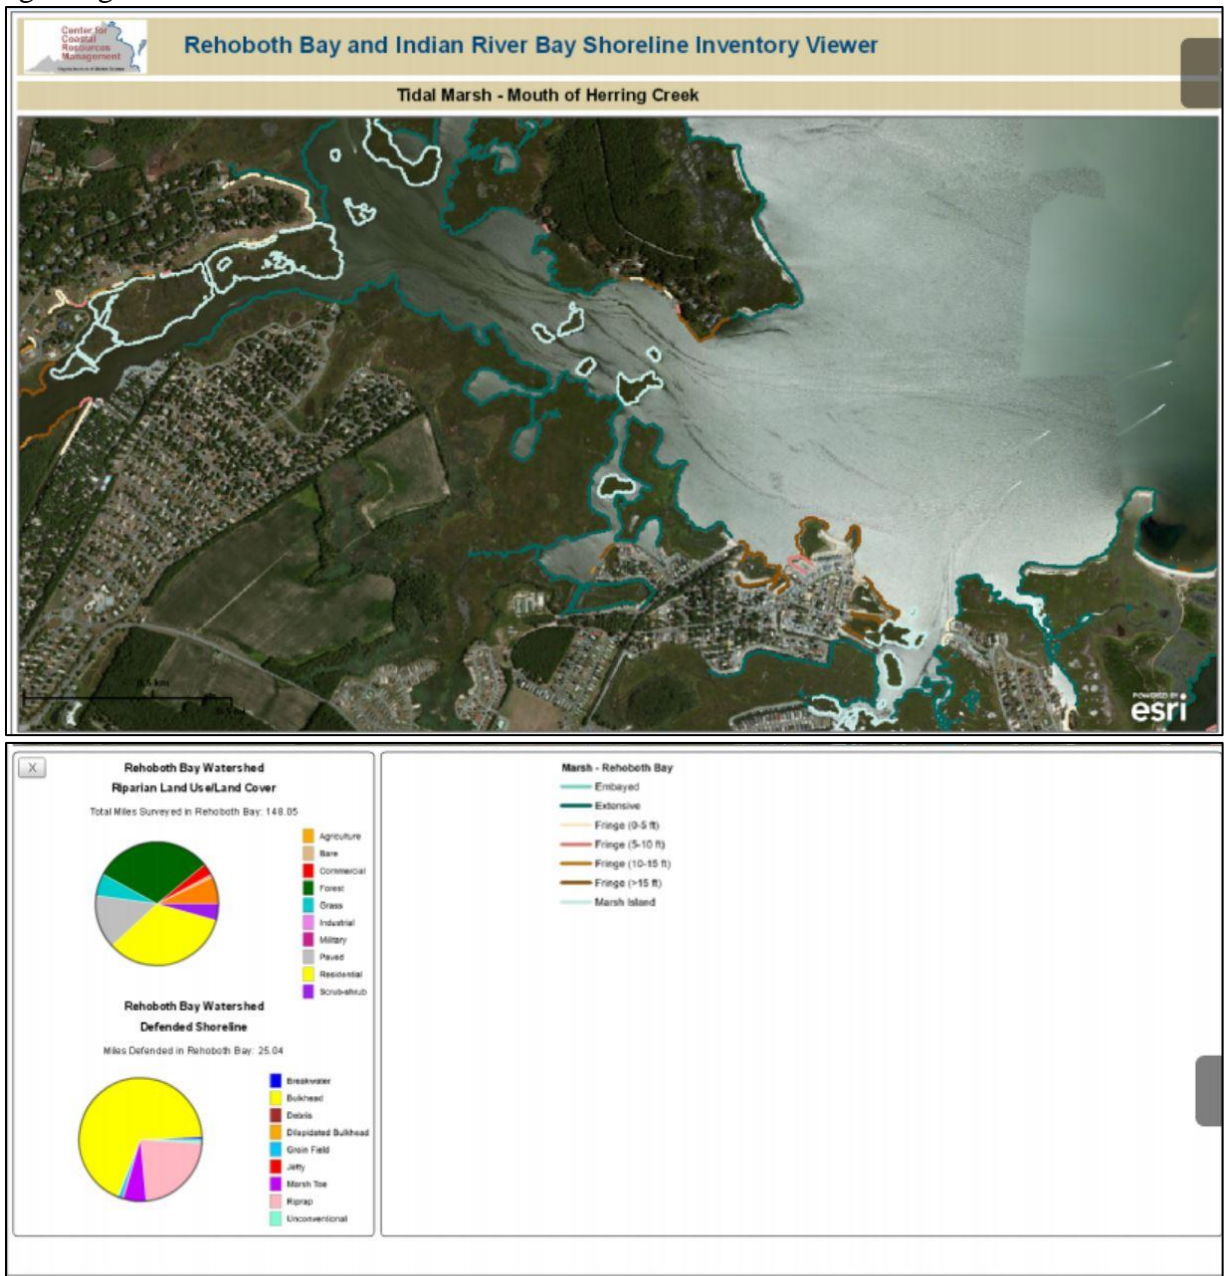 Center for
Coastal
Resources
Management
Rehoboth Bay and Indian River Bay Shoreline Inventory Viewer
Tidal Marsh - Mouth of Herring Creek
POWERED BY
esri
X
Rehoboth Bay Watershed
Riparian Land Use/Land Cover
Total Miles Surveyed in Rehoboth Bay: 148.05
Agriculture
Bare
Commercial
Forest
Grass
Industrial
Military
Paved
Residential
Scrub-shrub
Rehoboth Bay Watershed
Defended Shoreline
Miles Defended in Rehoboth Bay: 25.04
Breakwater
Bulkhead
Debris
Dilapidated Bulkhead
Groin Field
Jetty
Marsh Toe
Riprap
Unconventional
Marsh - Rehoboth Bay
Embayed
Extensive
Fringe (0-5 ft)
Fringe (5-10 ft)
Fringe (10-15 ft)
Fringe (>15 ft)
Marsh Island